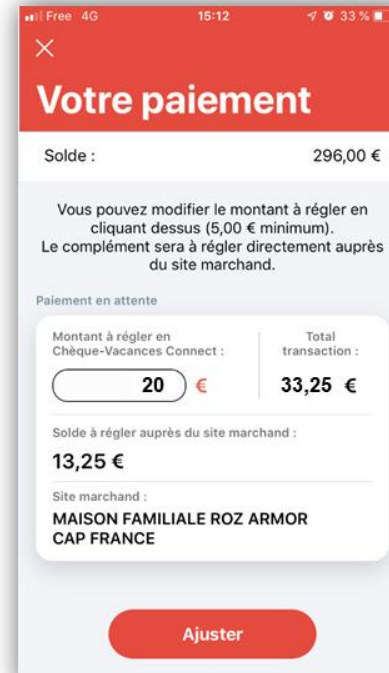 Free 4G 15:12 33 %
Votre paiement
Solde : 296,00 €
Vous pouvez modifier le montant à régler en
cliquant dessus (5,00 € minimum).
Le complément sera à régler directement auprès
du site marchand.
Paiement en attente
Montant à régler en
Chèque-Vacances Connect :
20 €
Total
transaction :
33,25 €
Solde à régler auprès du site marchand :
13,25 €
Site marchand :
MAISON FAMILIALE ROZ ARMOR
CAP FRANCE
Ajuster